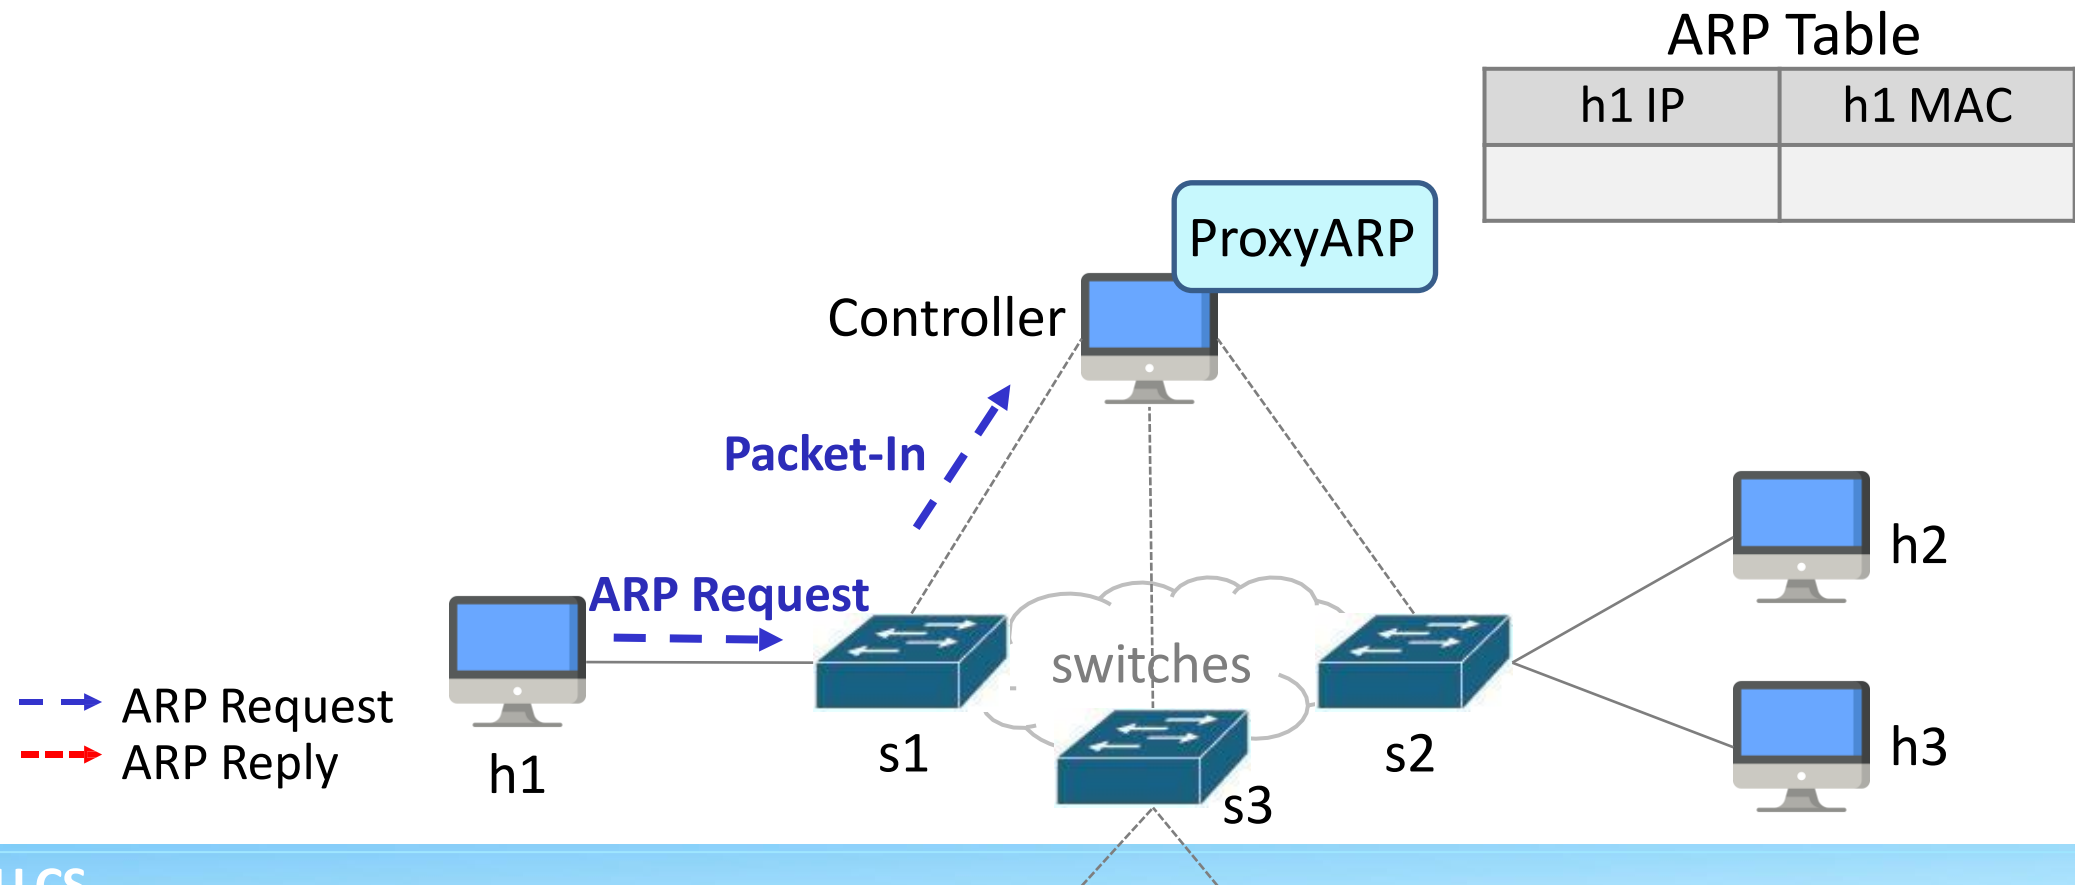 ARP Table
h1 IP h1 MAC
ProxyARP
Controller
Packet-In
ARP Request
switches
h2
h3
ARP Request
ARP Reply
h1
s1
s2
s3
CS